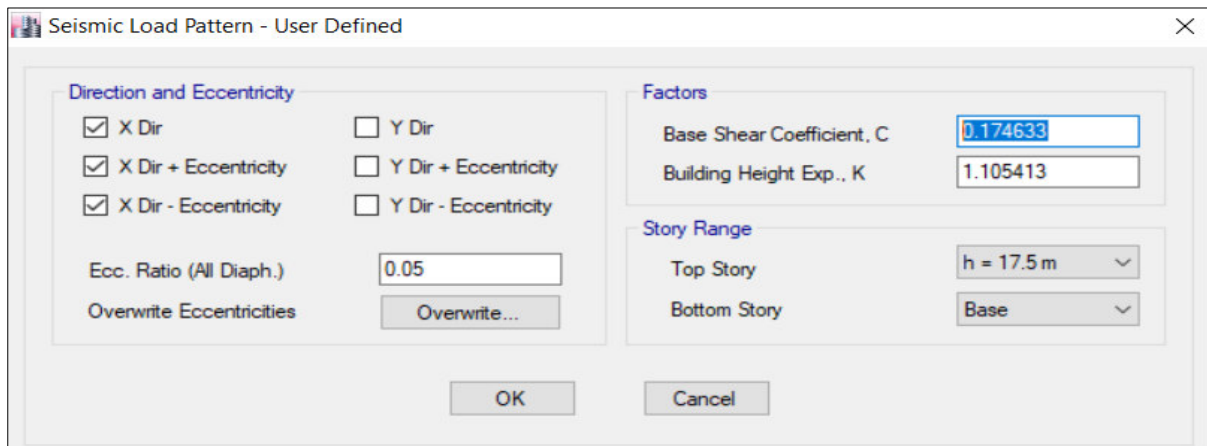 Seismic Load Pattern - User Defined
Direction and Eccentricity
X Dir
Y Dir
X Dir + Eccentricity
Y Dir + Eccentricity
X Dir - Eccentricity
Y Dir - Eccentricity
Ecc. Ratio (All Diaph.)
0.05
Overwrite Eccentricities
Overwrite...
Factors
Base Shear Coefficient, C
0.174633
Building Height Exp., K
1.105413
Story Range
Top Story
h = 17.5 m
Bottom Story
Base
OK
Cancel